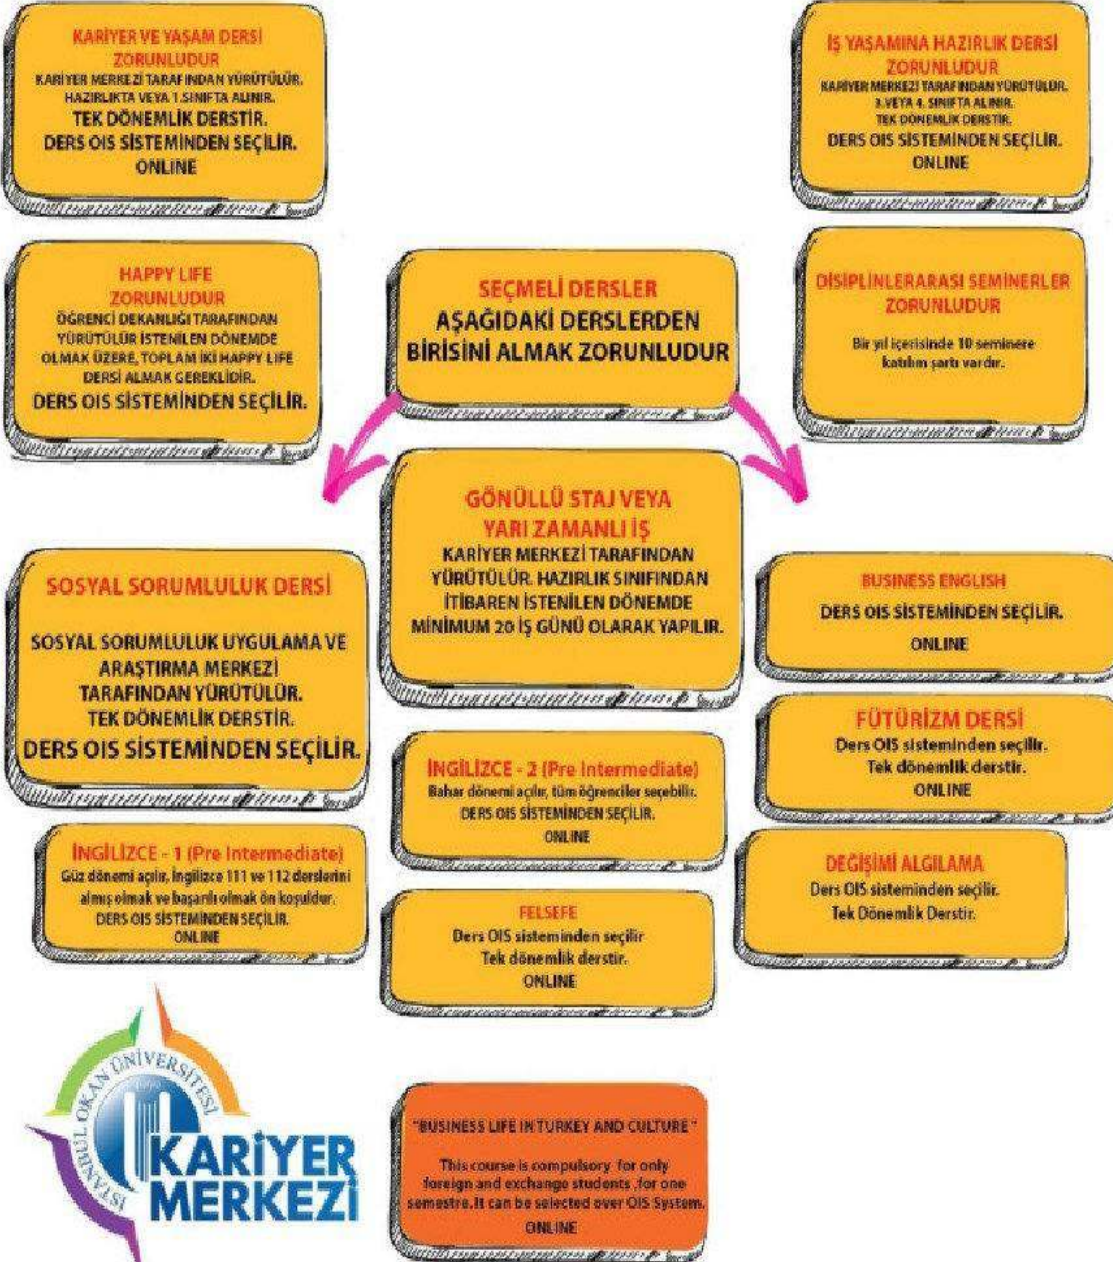 KARİYER VE YAŞAM DERSİ
ZORUNLUDUR
KARİYER MERKEZİ TARAFINDAN YÜRÜTÜLÜR.
HAZIRLIKTA VEYA 1.SINIFTA ALINIR.
TEK DÖNEMLİK DERSTİR.
DERS OIS SİSTEMİNDEN SEÇİLİR.
ONLINE
İŞ YAŞAMINA HAZIRLIK DERSİ
ZORUNLUDUR
KARİYER MERKEZİ TARAFINDAN YÜRÜTÜLÜR.
3.VEYA 4. SINIFTA ALINIR.
TEK DÖNEMLİK DERSTİR.
DERS OIS SİSTEMİNDEN SEÇİLİR.
ONLINE
HAPPY LIFE
ZORUNLUDUR
ÖĞRENCİ DEKANLIĞI TARAFINDAN
YÜRÜTÜLÜR İSTENİLEN DÖNEMDE
OLMAK ÜZERE, TOPLAM İKİ HAPPY LIFE
DERSİ ALMAK GEREKLİDİR.
DERS OIS SİSTEMİNDEN SEÇİLİR.
SEÇMELİ DERSLER
AŞAĞIDAKİ DERSLERDEN
BİRİSİNİ ALMAK ZORUNLUDUR
DİSİPLİNLERARASI SEMİNERLER
ZORUNLUDUR
Bir yıl içerisinde 10 seminere
katılım şartı vardır.
GÖNÜLLÜ STAJ VEYA
YARI ZAMANLI İŞ
KARİYER MERKEZİ TARAFINDAN
YÜRÜTÜLÜR. HAZIRLIK SINIFINDAN
İTİBAREN İSTENİLEN DÖNEMDE
MİNİMUM 20 İŞ GÜNÜ OLARAK YAPILIR.
SOSYAL SORUMLULUK DERSİ
SOSYAL SORUMLULUK UYGULAMA VE
ARAŞTIRMA MERKEZİ
TARAFINDAN YÜRÜTÜLÜR.
TEK DÖNEMLİK DERSTİR.
DERS OIS SİSTEMİNDEN SEÇİLİR.
BUSINESS ENGLISH
DERS OIS SİSTEMİNDEN SEÇİLİR.
ONLINE
FÜTÜRİZM DERSİ
Ders OIS sisteminden seçilir.
Tek dönemlik derstir.
ONLINE
İNGİLİZCE - 2 (Pre Intermediate)
Bahar dönemi açılır, tüm öğrenciler seçebilir.
DERS OIS SİSTEMİNDEN SEÇİLİR.
ONLINE
İNGİLİZCE - 1 (Pre Intermediate)
Güz dönemi açılır, İngilizce 111 ve 112 derslerini
almış olmak ve başarılı olmak ön koşuldur.
DERS OIS SİSTEMİNDEN SEÇİLİR.
ONLINE
DEĞİŞİMİ ALGILAMA
Ders OIS sisteminden seçilir.
Tek Dönemlik Derstir.
FELSEFE
Ders OIS sisteminden seçilir
Tek dönemlik derstir.
ONLINE
İSTANBUL OKAN ÜNİVERSİTESİ
KARİYER
MERKEZİ
"BUSINESS LIFE IN TURKEY AND CULTURE "
This course is compulsory for only
foreign and exchange students ,for one
semestre.It can be selected over OIS System.
ONLINE